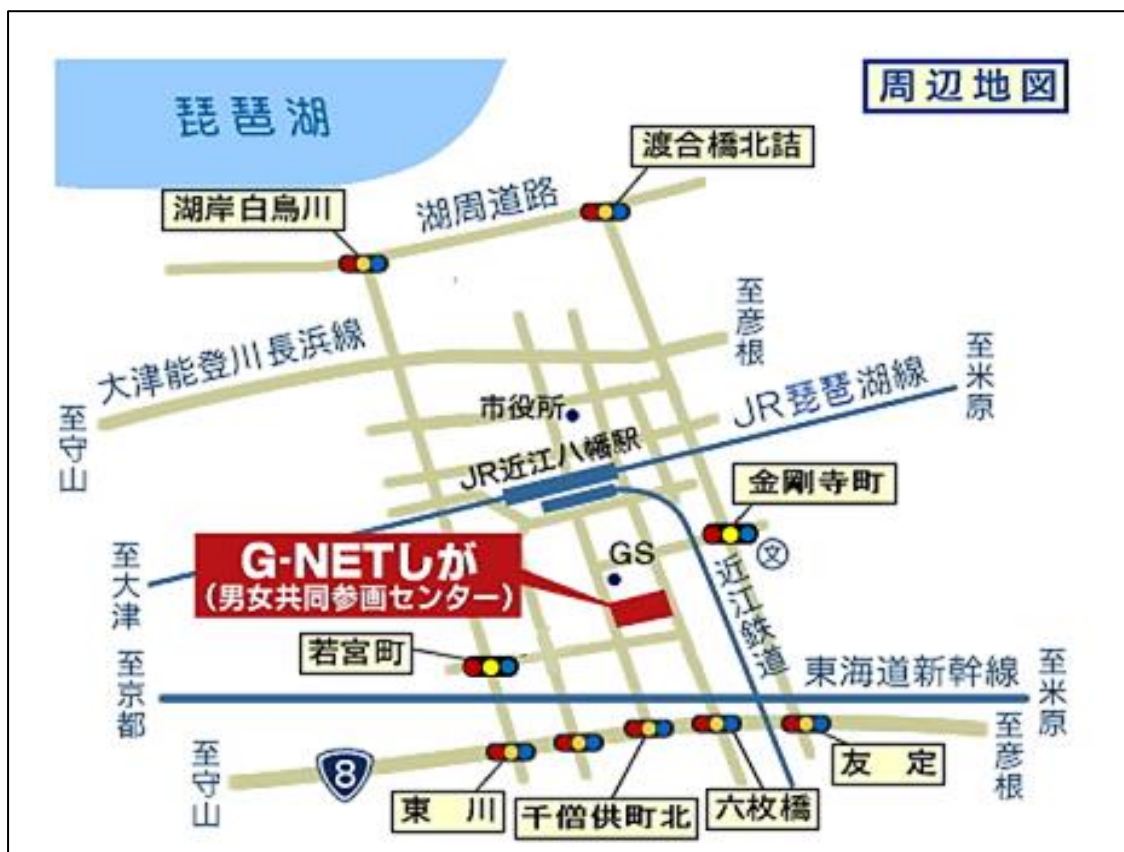 周辺地図
琵琶湖
渡合橋北詰
湖岸白鳥川
湖周道路
至彦根
至米原
大津能登川長浜線
至守山
市役所
JR琵琶湖線
JR近江八幡駅
金剛寺町
文
近江鉄道
G-NETしが
(男女共同参画センター)
GS
至大津
若宮町
至京都
東海道新幹線
至米原
至守山
8
東川
千僧供町北
六枚橋
友定
至彦根